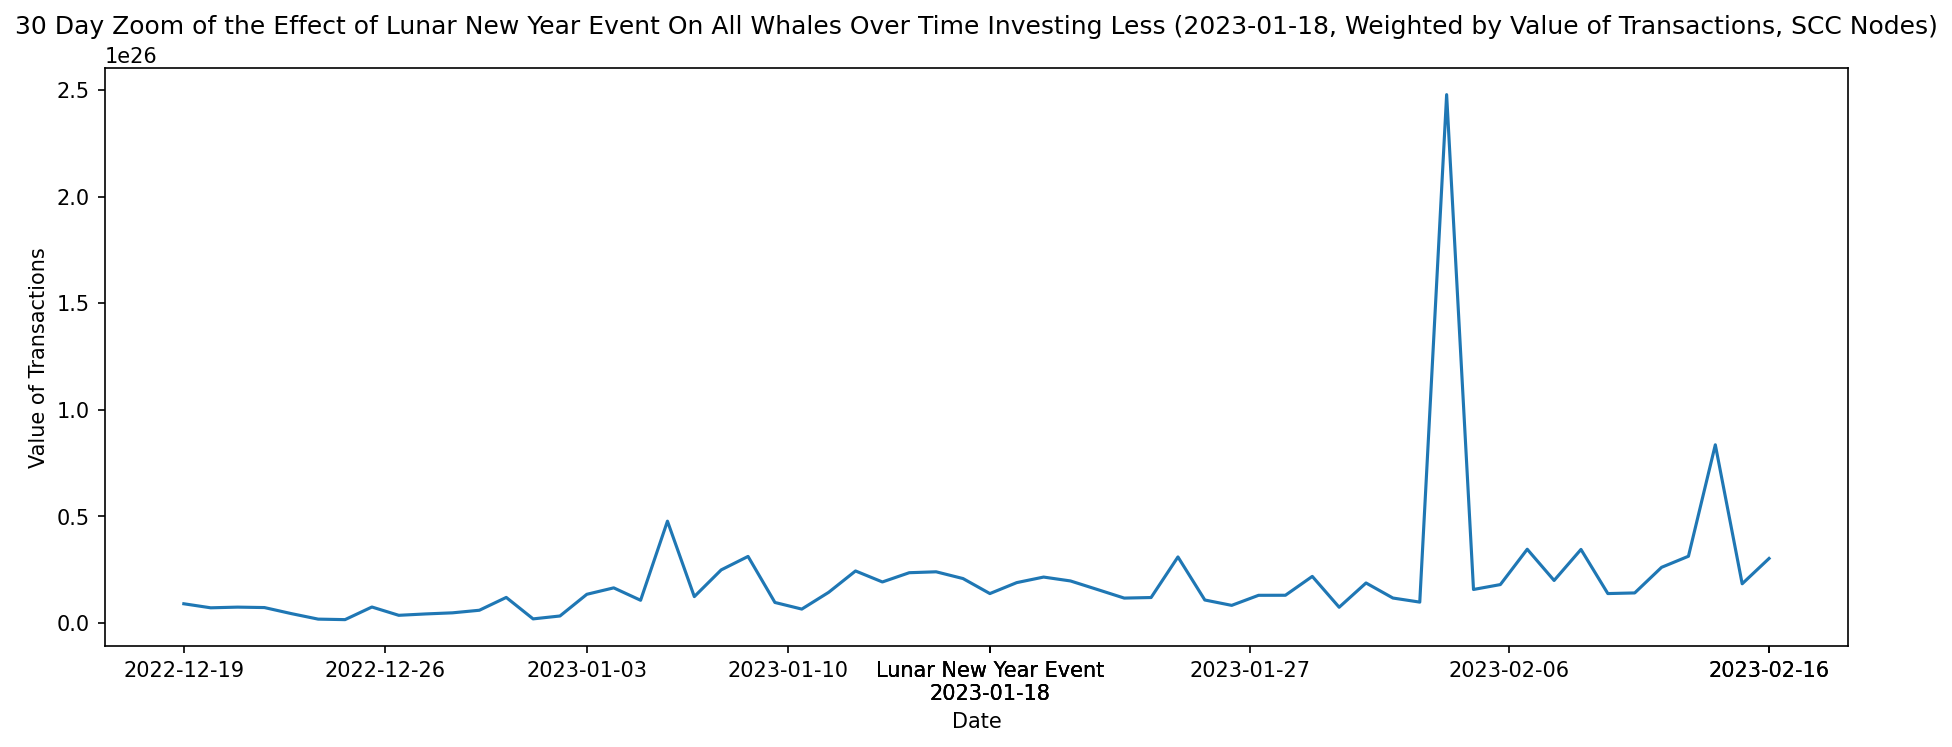 30 Day Zoom of the Effect of Lunar New Year Event On All Whales Over Time Investing Less (2023-01-18, Weighted by Value of Transactions, SCC Nodes)
1e26
2.5
2.0
1.5
1.0
0.5
0.0
Value of Transactions
2022-12-19 2022-12-26 2023-01-03 2023-01-10 Lunar New Year Event 2023-01-27 2023-02-06 2023-02-16
2023-01-18
Date